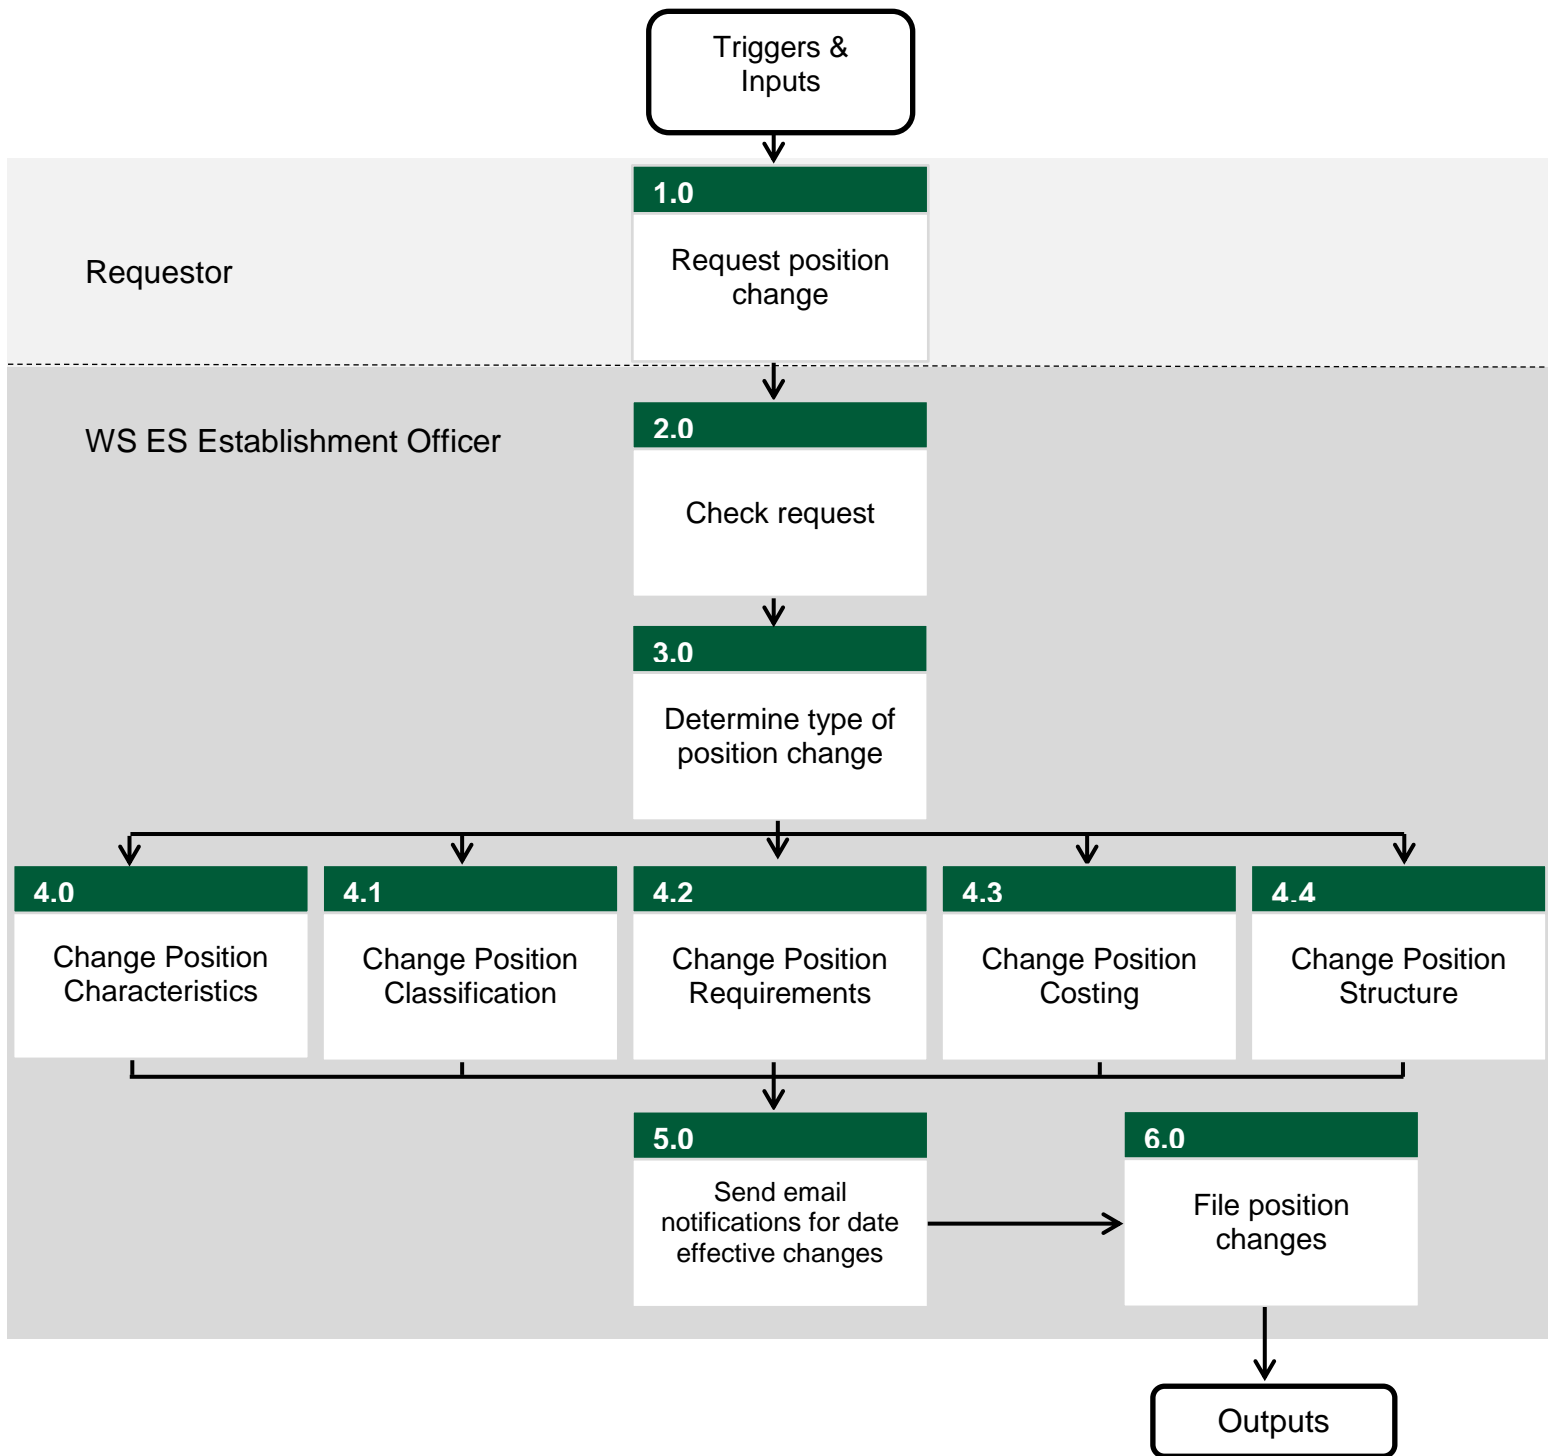 Triggers &
Inputs
1.0
Request position
change
Requestor
WS ES Establishment Officer
2.0
Check request
3.0
Determine type of
position change
4.0
Change Position
Characteristics
4.1
Change Position
Classification
4.2
Change Position
Requirements
4.3
Change Position
Costing
4.4
Change Position
Structure
5.0
Send email
notifications for date
effective changes
6.0
File position
changes
Outputs